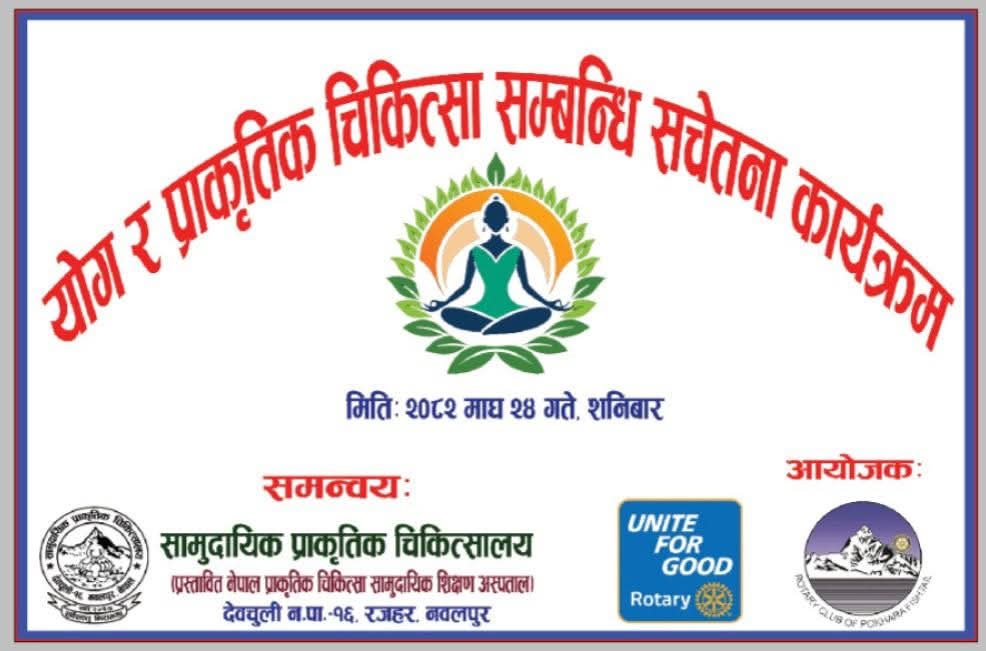 योग र प्राकृतिक चिकित्सा सम्बन्धि सचेतना कार्यक्रम
मिति: २०८२ माघ २४ गते, शनिबार
समन्वय:
सामुदायिक प्राकृतिक चिकित्सालय
(प्रस्तावित नेपाल प्राकृतिक चिकित्सा सामुदायिक शिक्षण अस्पताल)
देवचुली न.पा.-१६, रजहर, नवलपुर
सामुदायिक प्राकृतिक चिकित्सालय
UNITE
FOR
GOOD
Rotary
आयोजक:
ROTARY CLUB OF POKHARA FISHTAIL